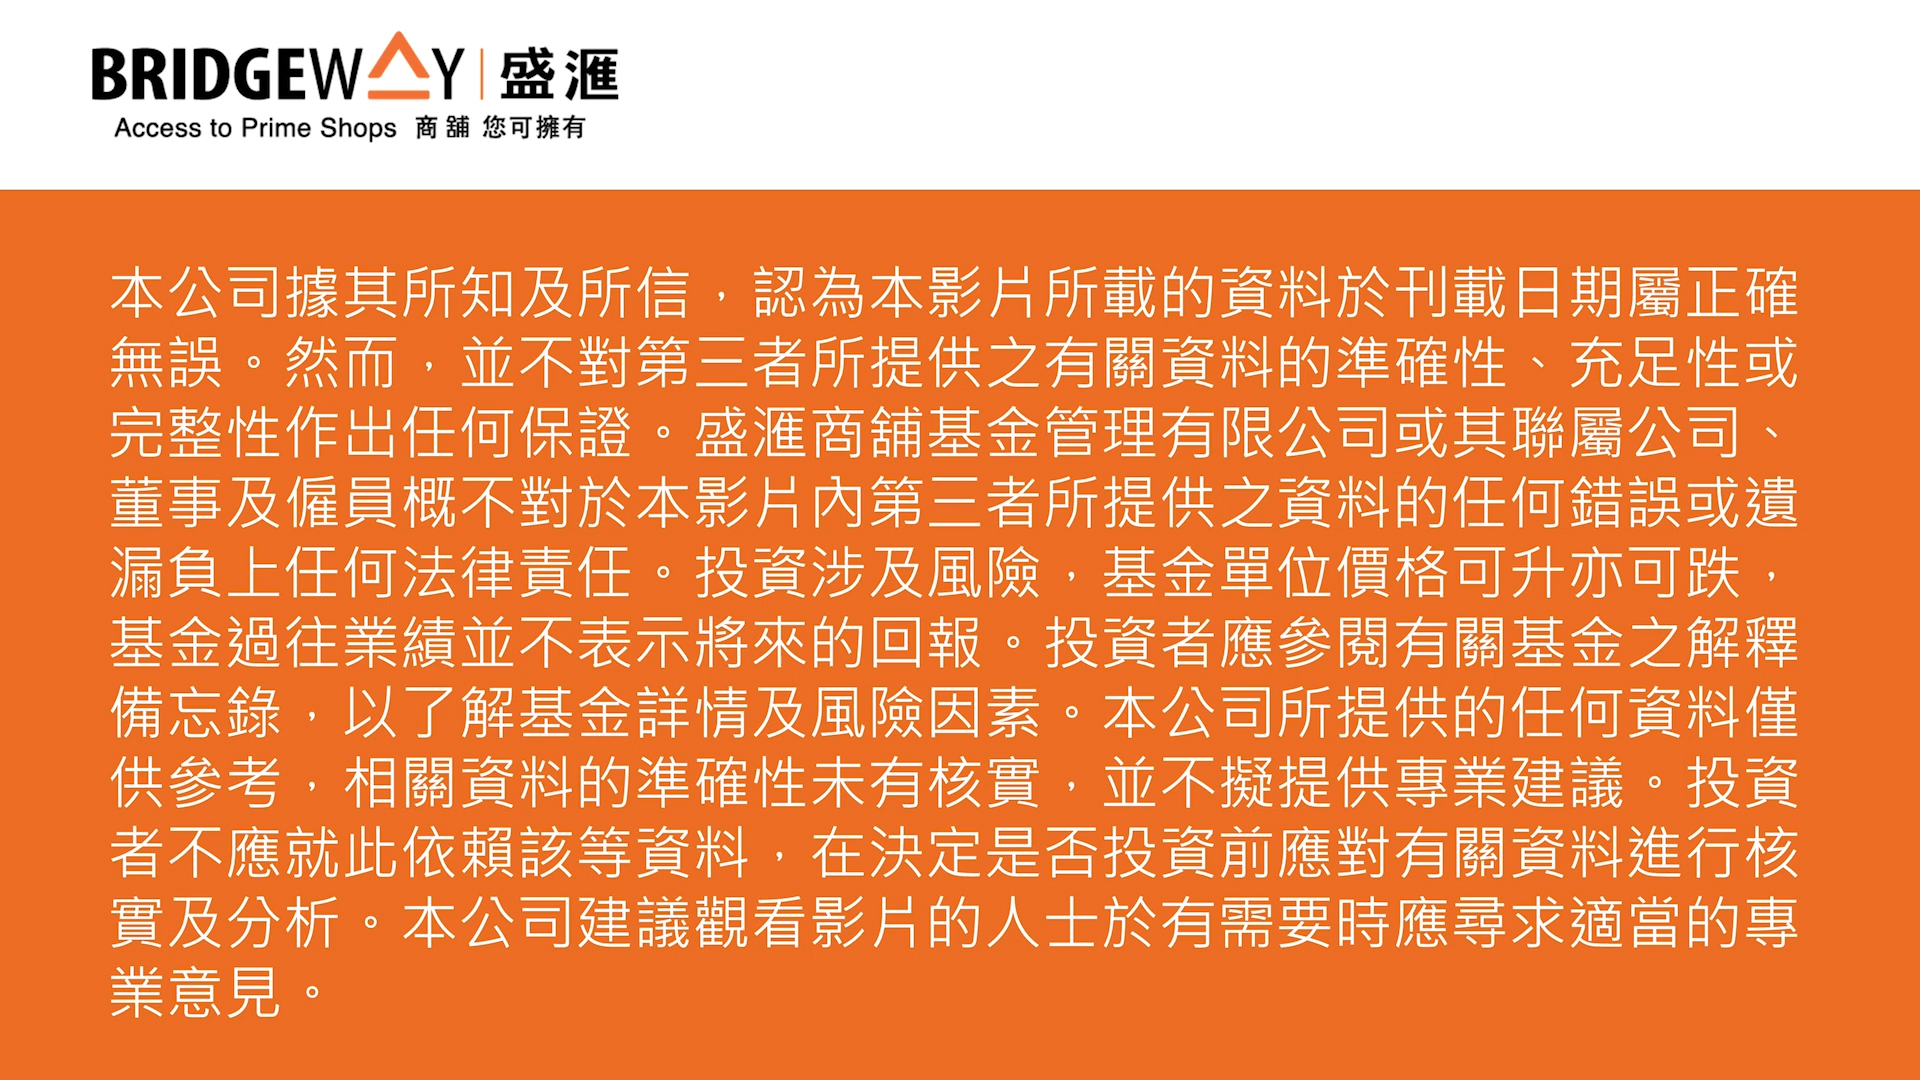 BRIDGEWAY | 盛滙
Access to Prime Shops 商舖 您可擁有
本公司據其所知及所信，認為本影片所載的資料於刊載日期屬正確
無誤。然而，並不對第三者所提供之有關資料的準確性、充足性或
完整性作出任何保證。盛滙商舖基金管理有限公司或其聯屬公司、
董事及僱員概不對於本影片內第三者所提供之資料的任何錯誤或遺
漏負上任何法律責任。投資涉及風險，基金單位價格可升亦可跌，
基金過往業績並不表示將來的回報。投資者應參閱有關基金之解釋
備忘錄，以了解基金詳情及風險因素。本公司所提供的任何資料僅
供參考，相關資料的準確性未有核實，並不擬提供專業建議。投資
者不應就此依賴該等資料，在決定是否投資前應對有關資料進行核
實及分析。本公司建議觀看影片的人士於有需要時應尋求適當的專
業意見。